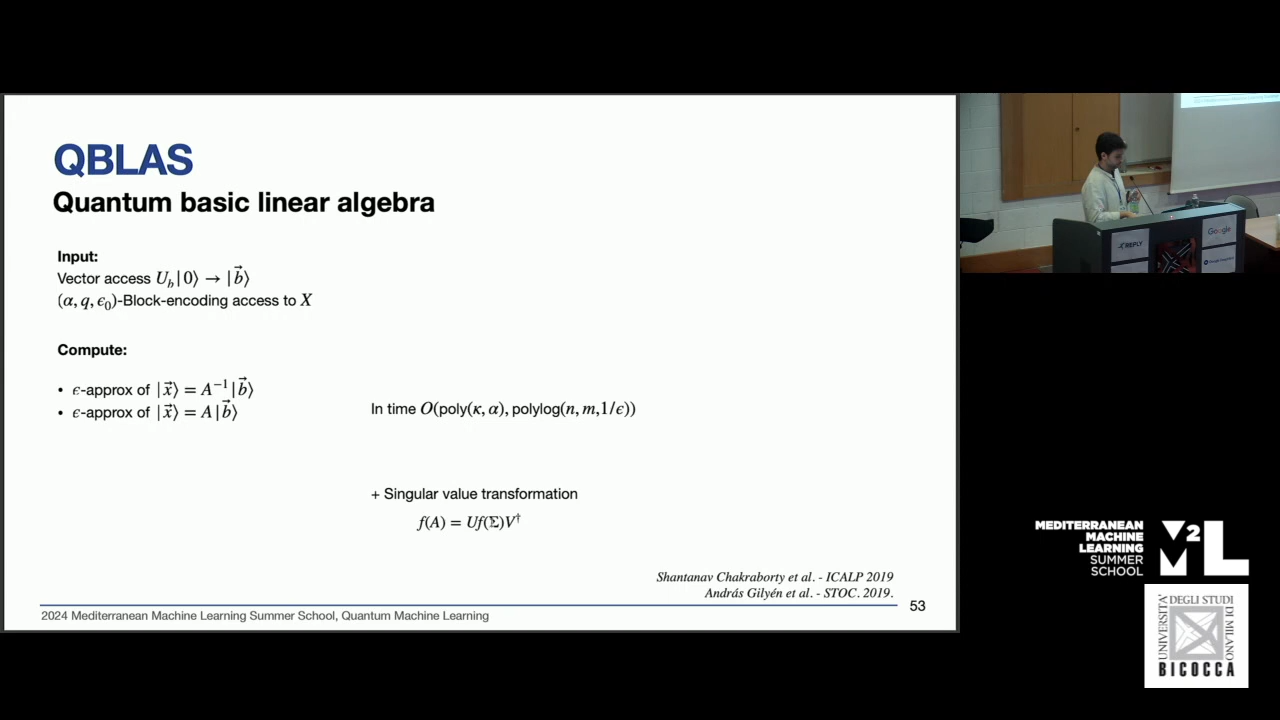 QBLAS
Quantum basic linear algebra
Input:
Vector access U_b|0⟩ → |b⃗⟩
(α, q, ϵ₀)-Block-encoding access to X
Compute:
• ϵ-approx of |x⃗⟩ = A⁻¹|b⃗⟩
• ϵ-approx of |x⃗⟩ = A|b⃗⟩
In time O(poly(κ, α), polylog(n, m,1/ϵ))
+ Singular value transformation
f(A) = Uf(Σ)V†
Shantanav Chakraborty et al. - ICALP 2019
András Gilyén et al. - STOC. 2019.
2024 Mediterranean Machine Learning Summer School, Quantum Machine Learning
53
REPLY
Google
MEDITERRANEAN
MACHINE
LEARNING
SUMMER
SCHOOL
M2L
UNIVERSITÀ
DEGLI STUDI
DI MILANO
BICOCCA